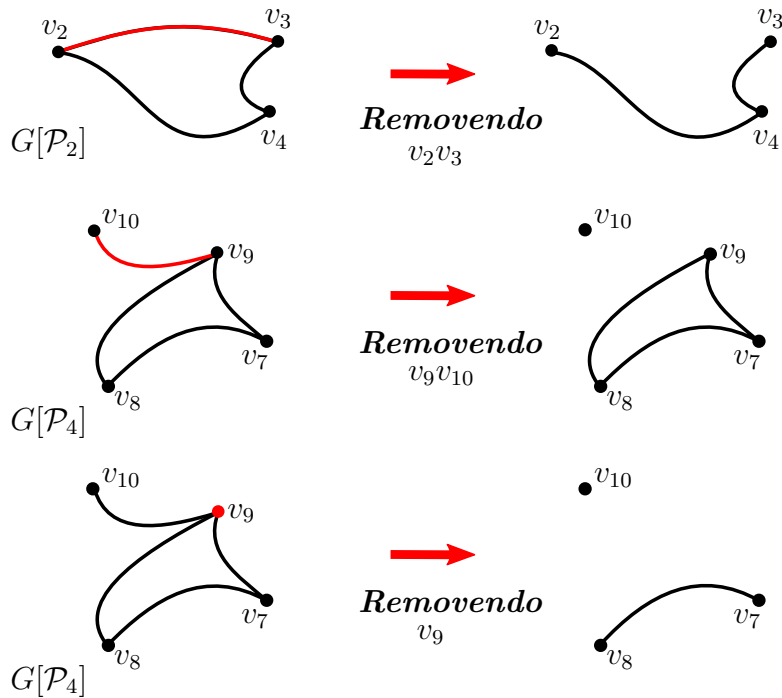 v₂ v₃ v₂ v₃
v₄ Removendo v₄
G[𝒫₂] v₂v₃
v₁₀ v₁₀
v₉ v₉
v₇ Removendo v₇
v₈ v₉v₁₀ v₈
G[𝒫₄]
v₁₀ v₁₀
v₉
v₇ Removendo v₇
v₈ v₉ v₈
G[𝒫₄]